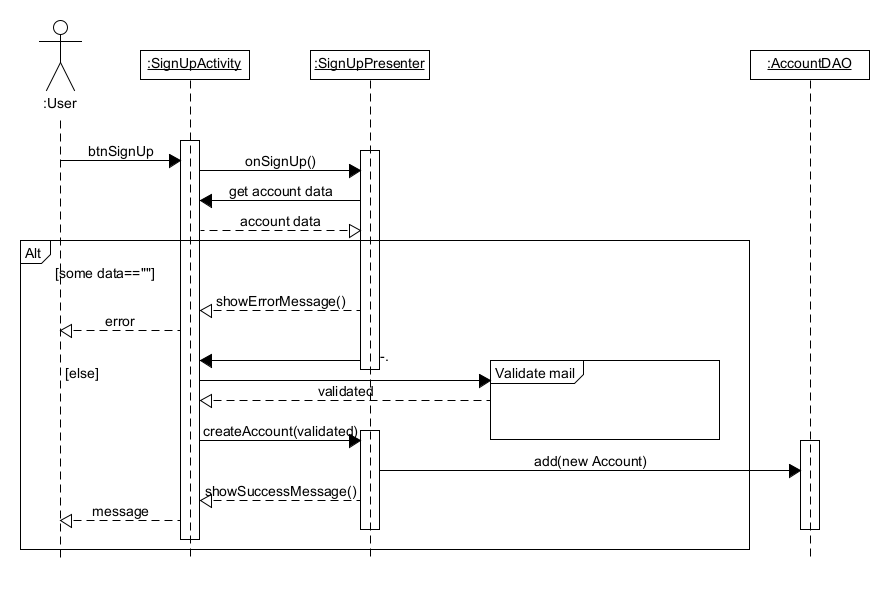 :SignUpActivity
:SignUpPresenter
:AccountDAO
:User
btnSignUp
onSignUp()
get account data
account data
Alt
[some data==""]
showErrorMessage()
error
-.
[else]
Validate mail
validated
createAccount(validated)
add(new Account)
showSuccessMessage()
message